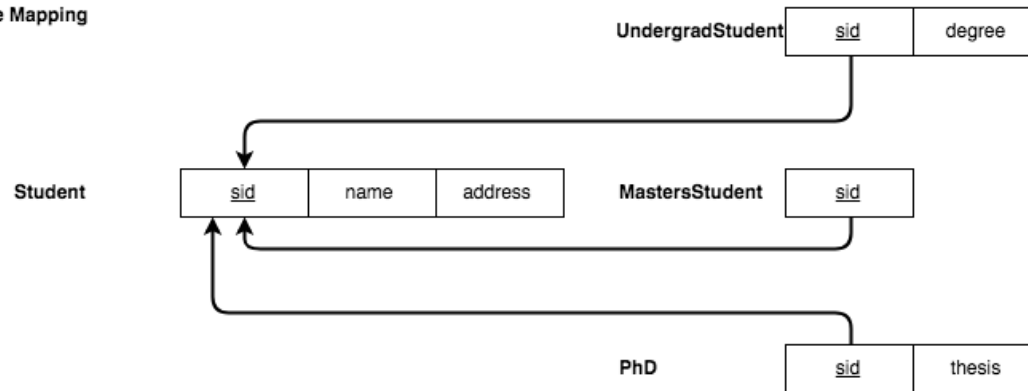 e Mapping
UndergradStudent sid degree
Student sid name address MastersStudent sid
PhD sid thesis